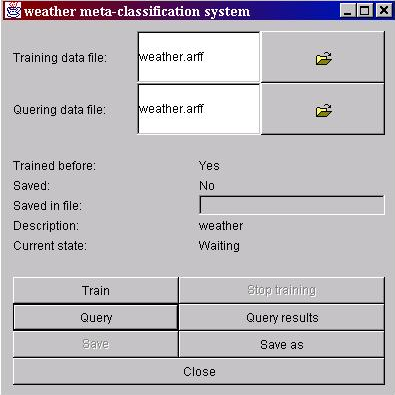 weather meta-classification system
Training data file: weather.arff
Quering data file: weather.arff
Trained before: Yes
Saved: No
Saved in file:
Description: weather
Current state: Waiting
Train Stop training
Query Query results
Save Save as
Close